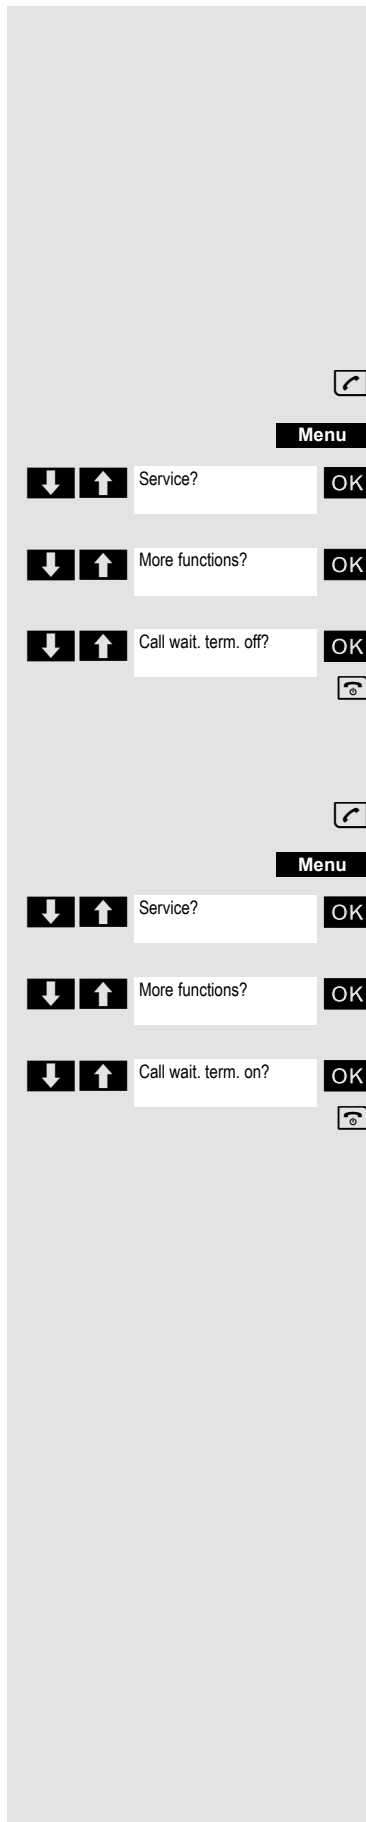 Menu
Service? OK
More functions? OK
Call wait. term. off? OK
Menu
Service? OK
More functions? OK
Call wait. term. on? OK